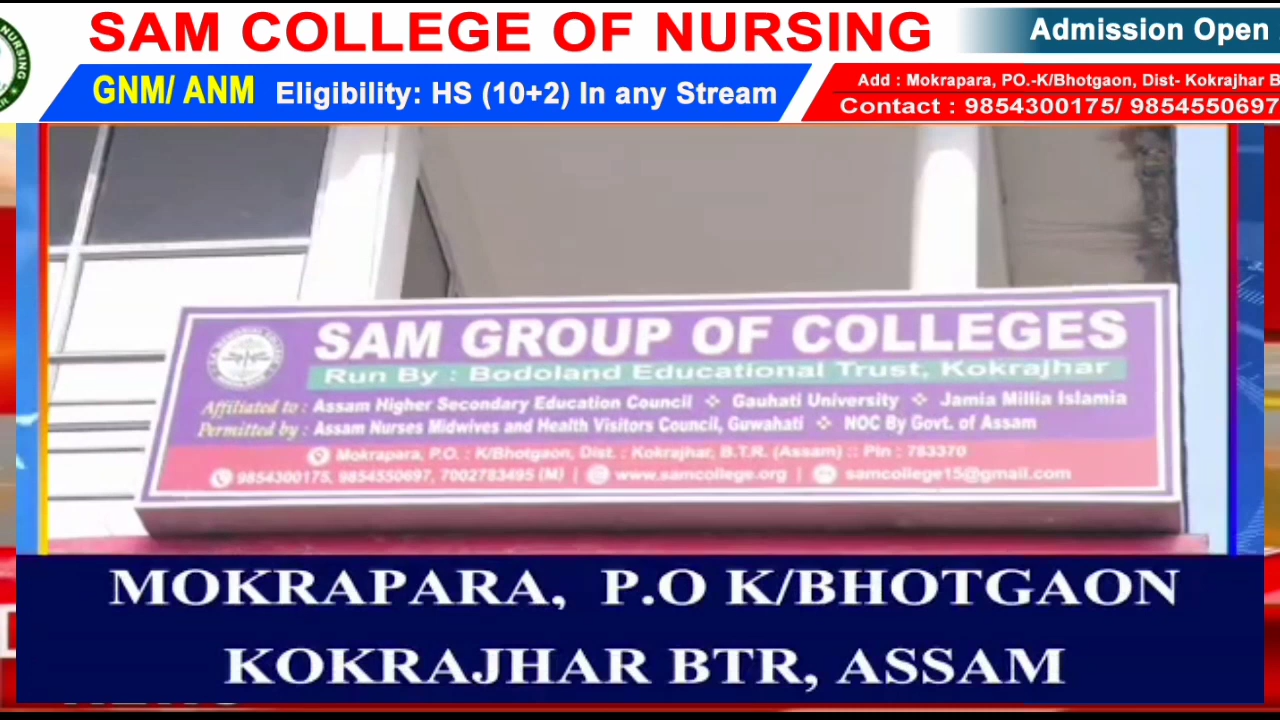 SAM COLLEGE OF NURSING
Admission Open
GNM/ ANM Eligibility: HS (10+2) In any Stream
Add : Mokrapara, PO.-K/Bhotgaon, Dist- Kokrajhar B
Contact : 9854300175/ 9854550697
NURSING
SAM GROUP OF COLLEGES
Run By : Bodoland Educational Trust, Kokrajhar
Affiliated to : Assam Higher Secondary Education Council ❖ Gauhati University ❖ Jamia Millia Islamia
Permitted by : Assam Nurses Midwives and Health Visitors Council, Guwahati ❖ NOC By Govt. of Assam
Mokrapara, P.O. : K/Bhotgaon, Dist. : Kokrajhar, B.T.R. (Assam) :: Pin : 783370
9854300175, 9854550697, 7002783495 (M) | www.samcollege.org | samcollege15@gmail.com
MOKRAPARA, P.O K/BHOTGAON
KOKRAJHAR BTR, ASSAM